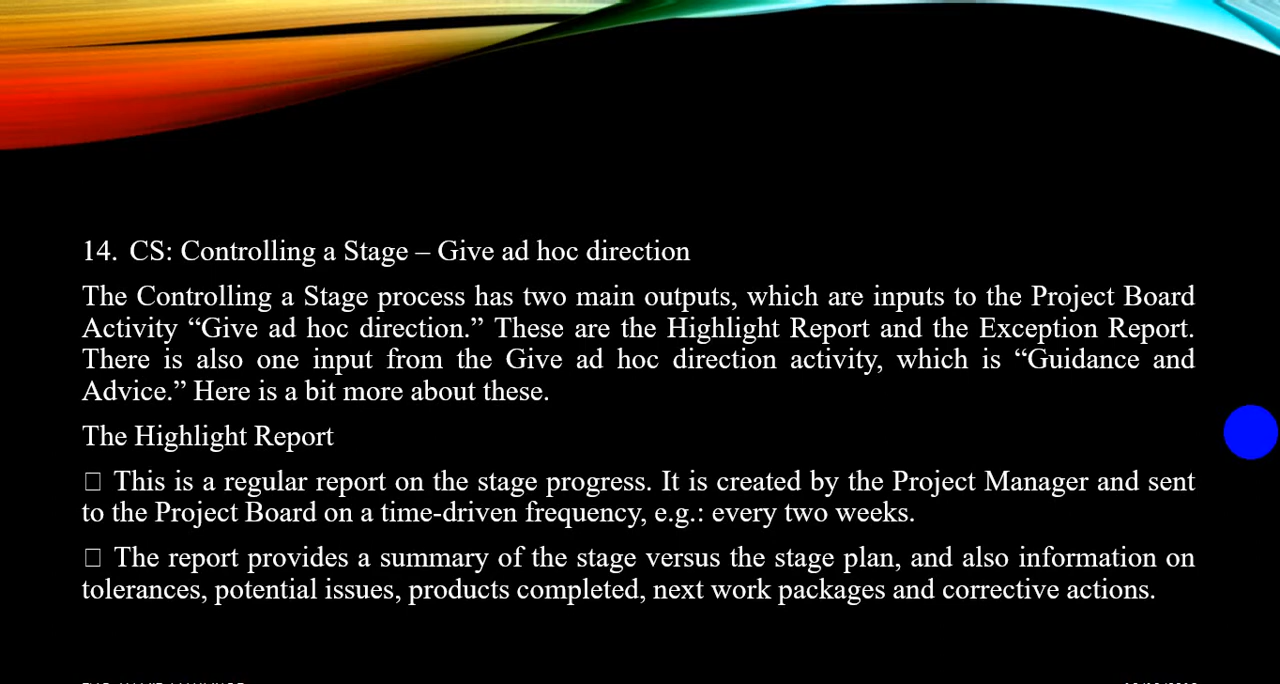 14. CS: Controlling a Stage – Give ad hoc direction
The Controlling a Stage process has two main outputs, which are inputs to the Project Board
Activity “Give ad hoc direction.” These are the Highlight Report and the Exception Report.
There is also one input from the Give ad hoc direction activity, which is “Guidance and
Advice.” Here is a bit more about these.
The Highlight Report
□ This is a regular report on the stage progress. It is created by the Project Manager and sent
to the Project Board on a time-driven frequency, e.g.: every two weeks.
□ The report provides a summary of the stage versus the stage plan, and also information on
tolerances, potential issues, products completed, next work packages and corrective actions.